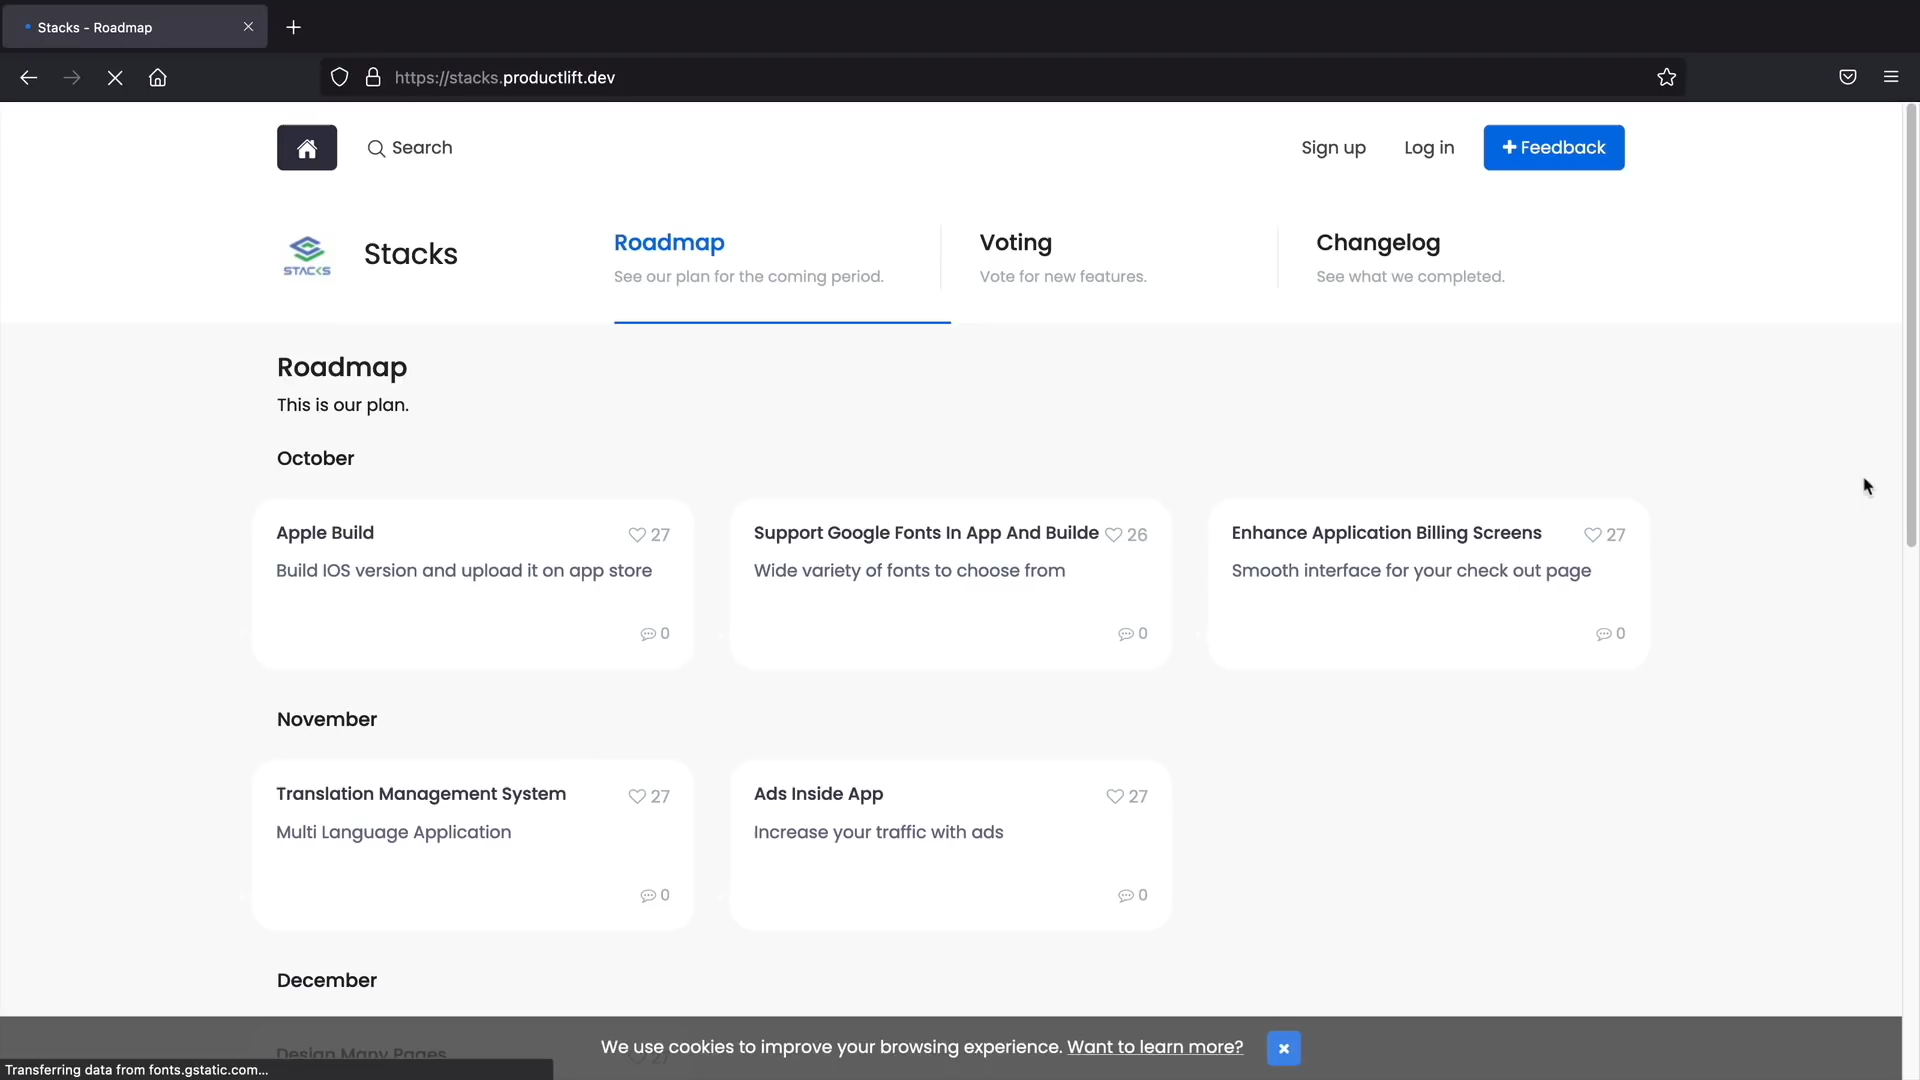 Stacks - Roadmap
https://stacks.productlift.dev
Search
Sign up
Log in
Feedback
STACKS
Stacks
Roadmap
See our plan for the coming period.
Voting
Vote for new features.
Changelog
See what we completed.
Roadmap
This is our plan.
October
Apple Build
27
Build IOS version and upload it on app store
0
Support Google Fonts In App And Builde
26
Wide variety of fonts to choose from
0
Enhance Application Billing Screens
27
Smooth interface for your check out page
0
November
Translation Management System
27
Multi Language Application
0
Ads Inside App
27
Increase your traffic with ads
0
December
Design Many Pages
27
We use cookies to improve your browsing experience. Want to learn more?
Transferring data from fonts.gstatic.com...